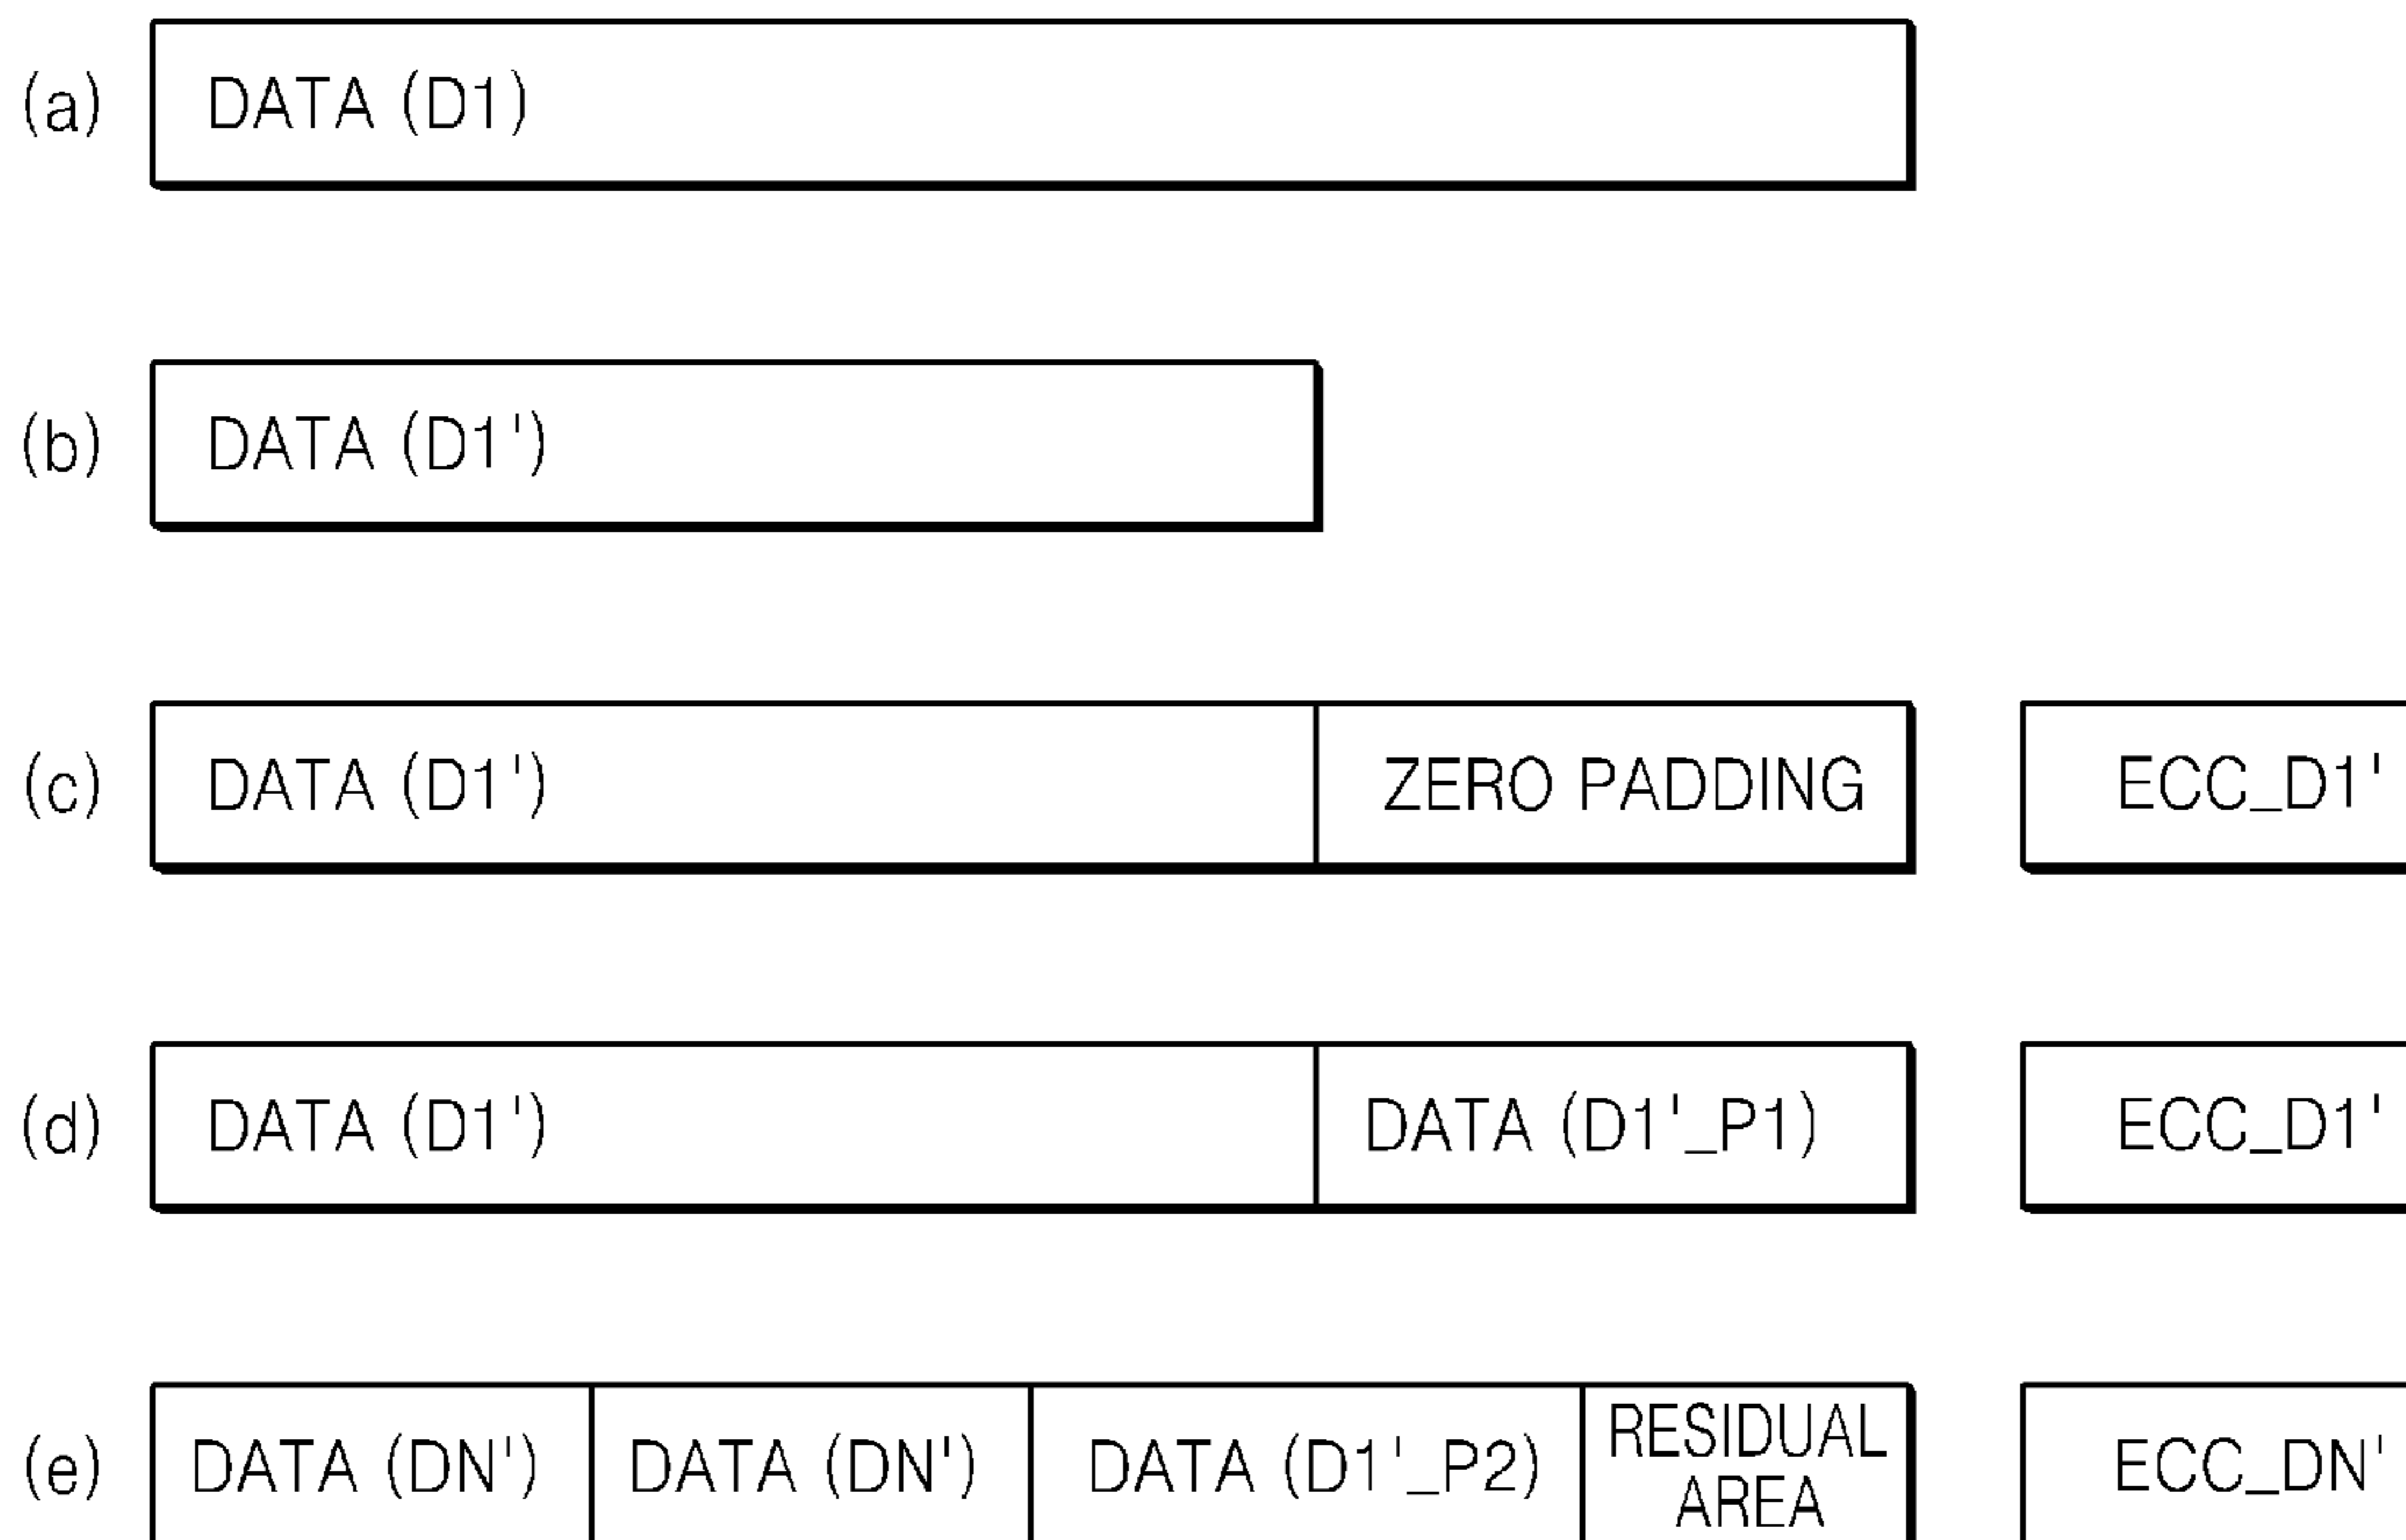 (a) DATA (D1)
(b) DATA (D1')
(c) DATA (D1') ZERO PADDING ECC_D1'
(d) DATA (D1') DATA (D1'_P1) ECC_D1'
(e) DATA (DN') DATA (DN') DATA (D1'_P2) RESIDUAL AREA ECC_DN'